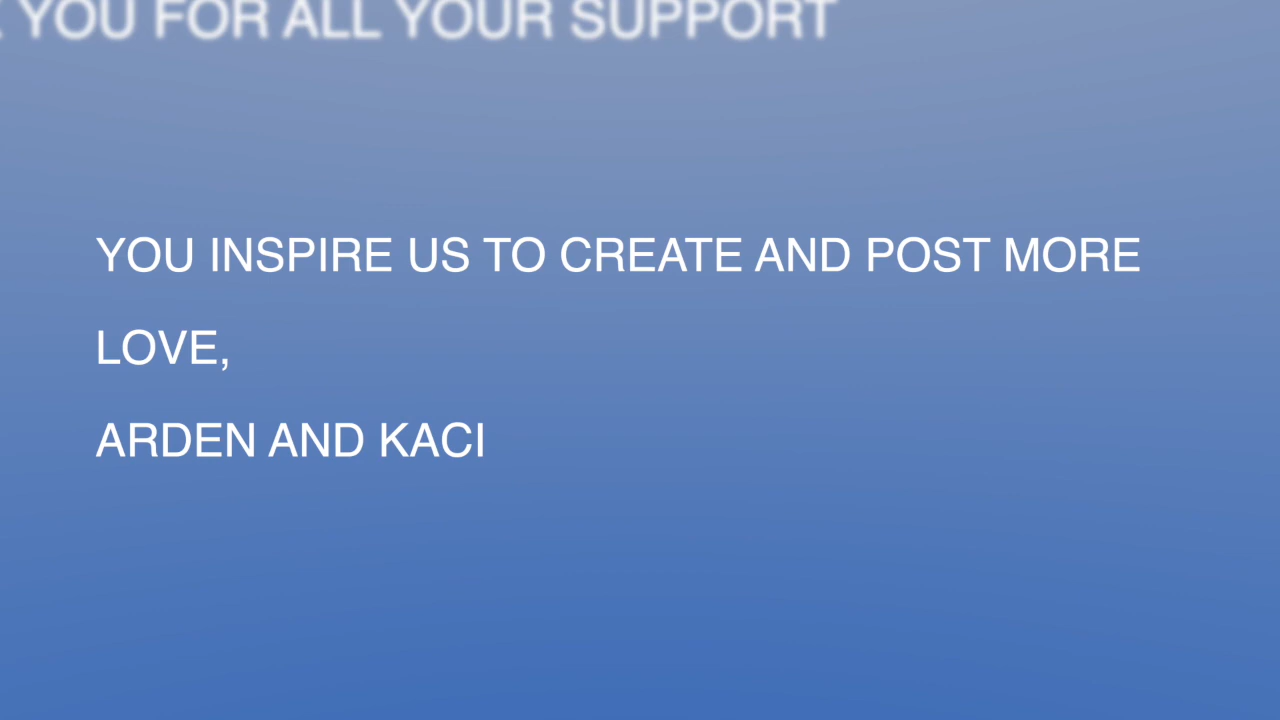 YOU FOR ALL YOUR SUPPORT
YOU INSPIRE US TO CREATE AND POST MORE
LOVE,
ARDEN AND KACI